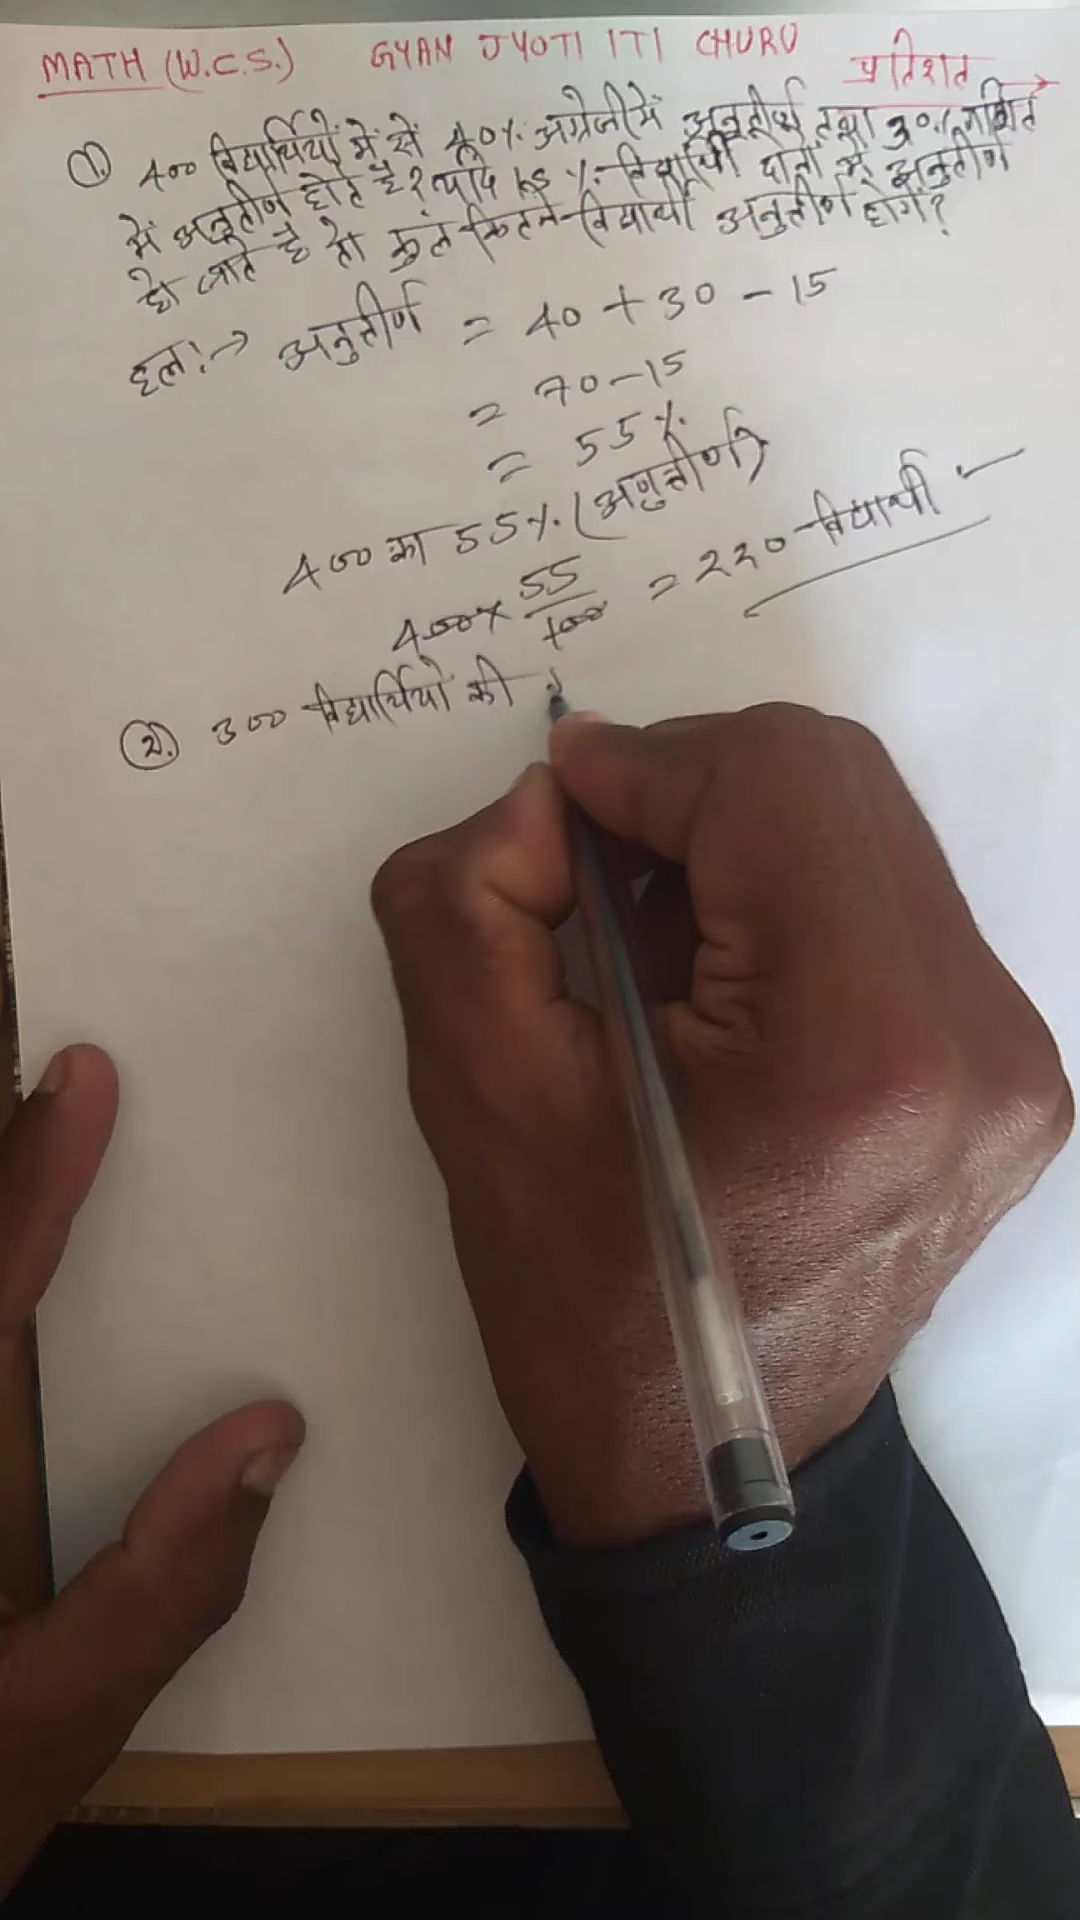 MATH (W.C.S.) GYAN JYOTI ITI CHURU प्रतिशत
①. 400 विद्यार्थियों में से 40% अंग्रेजी में अनुत्तीर्ण तथा 30% गणित
में अनुत्तीर्ण होते है? यदि 15 % विद्यार्थी दोनों में अनुत्तीर्ण
हो जाते है तो कुल कितने विद्यार्थी अनुत्तीर्ण होगें?
हल:→ अनुत्तीर्ण = 40 + 30 - 15
= 70-15
= 55%
400 का 55% (अणुत्तीर्ण)
400 × 55/100 = 220 विद्यार्थी
②. 300 विद्यार्थियो की